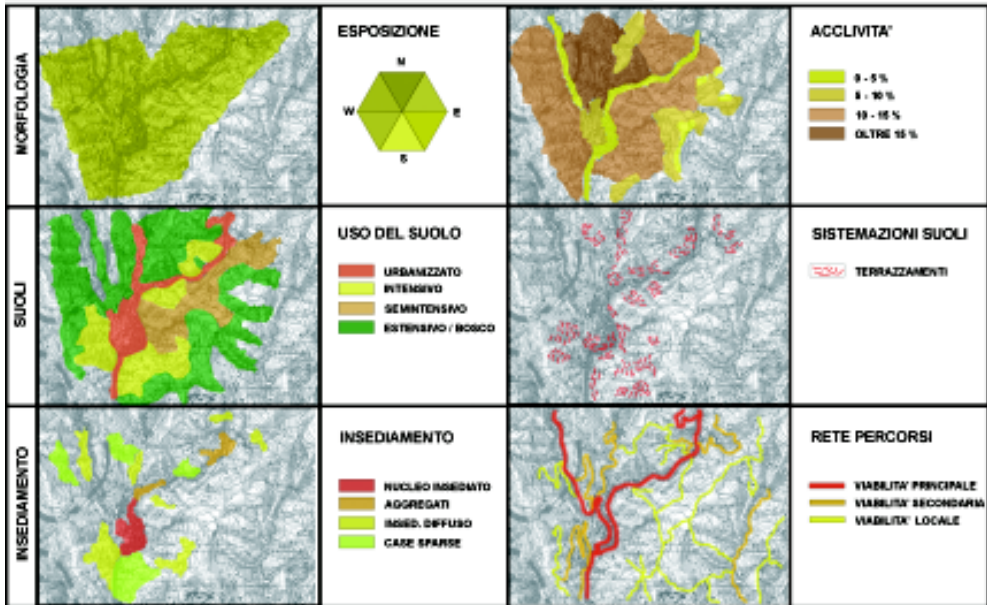 MORFOLOGIA
ESPOSIZIONE
N
W
E
S
ACCLIVITA'
0 - 5 %
5 - 10 %
10 - 15 %
OLTRE 15 %
SUOLI
USO DEL SUOLO
URBANIZZATO
INTENSIVO
SEMINTENSIVO
ESTENSIVO / BOSCO
SISTEMAZIONI SUOLI
TERRAZZAMENTI
INSEDIAMENTO
INSEDIAMENTO
NUCLEO INSEDIATO
AGGREGATI
INSED. DIFFUSO
CASE SPARSE
RETE PERCORSI
VIABILITA' PRINCIPALE
VIABILITA' SECONDARIA
VIABILITA' LOCALE